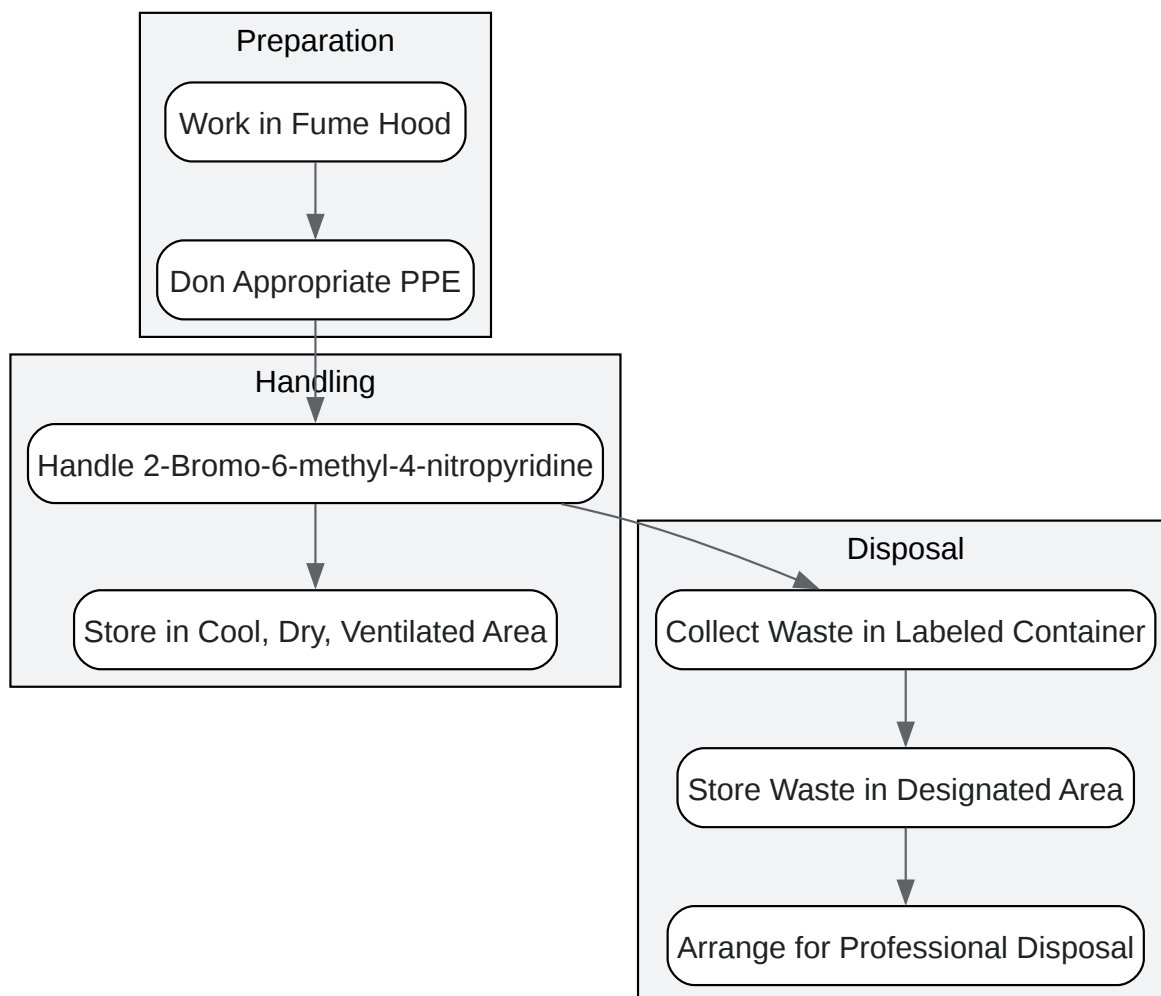 Preparation
Work in Fume Hood
Don Appropriate PPE
Handling
Handle 2-Bromo-6-methyl-4-nitropyridine
Store in Cool, Dry, Ventilated Area
Disposal
Collect Waste in Labeled Container
Store Waste in Designated Area
Arrange for Professional Disposal